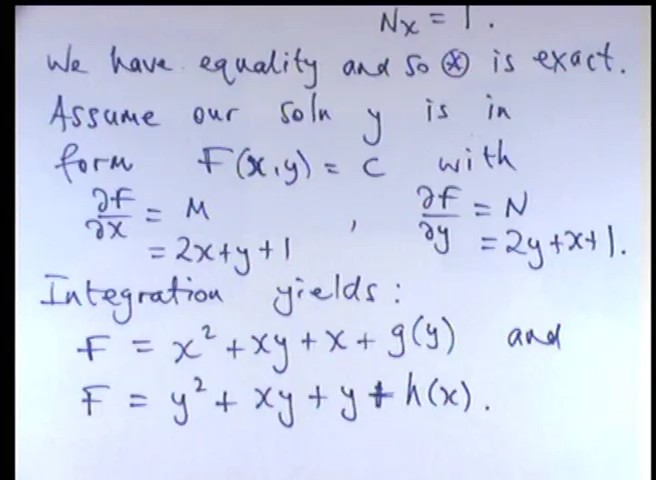 Nx = 1.
We have equality and so ⊛ is exact.
Assume our soln y is in
form F(x,y) = C with
∂F/∂x = M , ∂F/∂y = N
= 2x+y+1 = 2y+x+1.
Integration yields:
F = x² + xy + x + g(y) and
F = y² + xy + y + h(x).